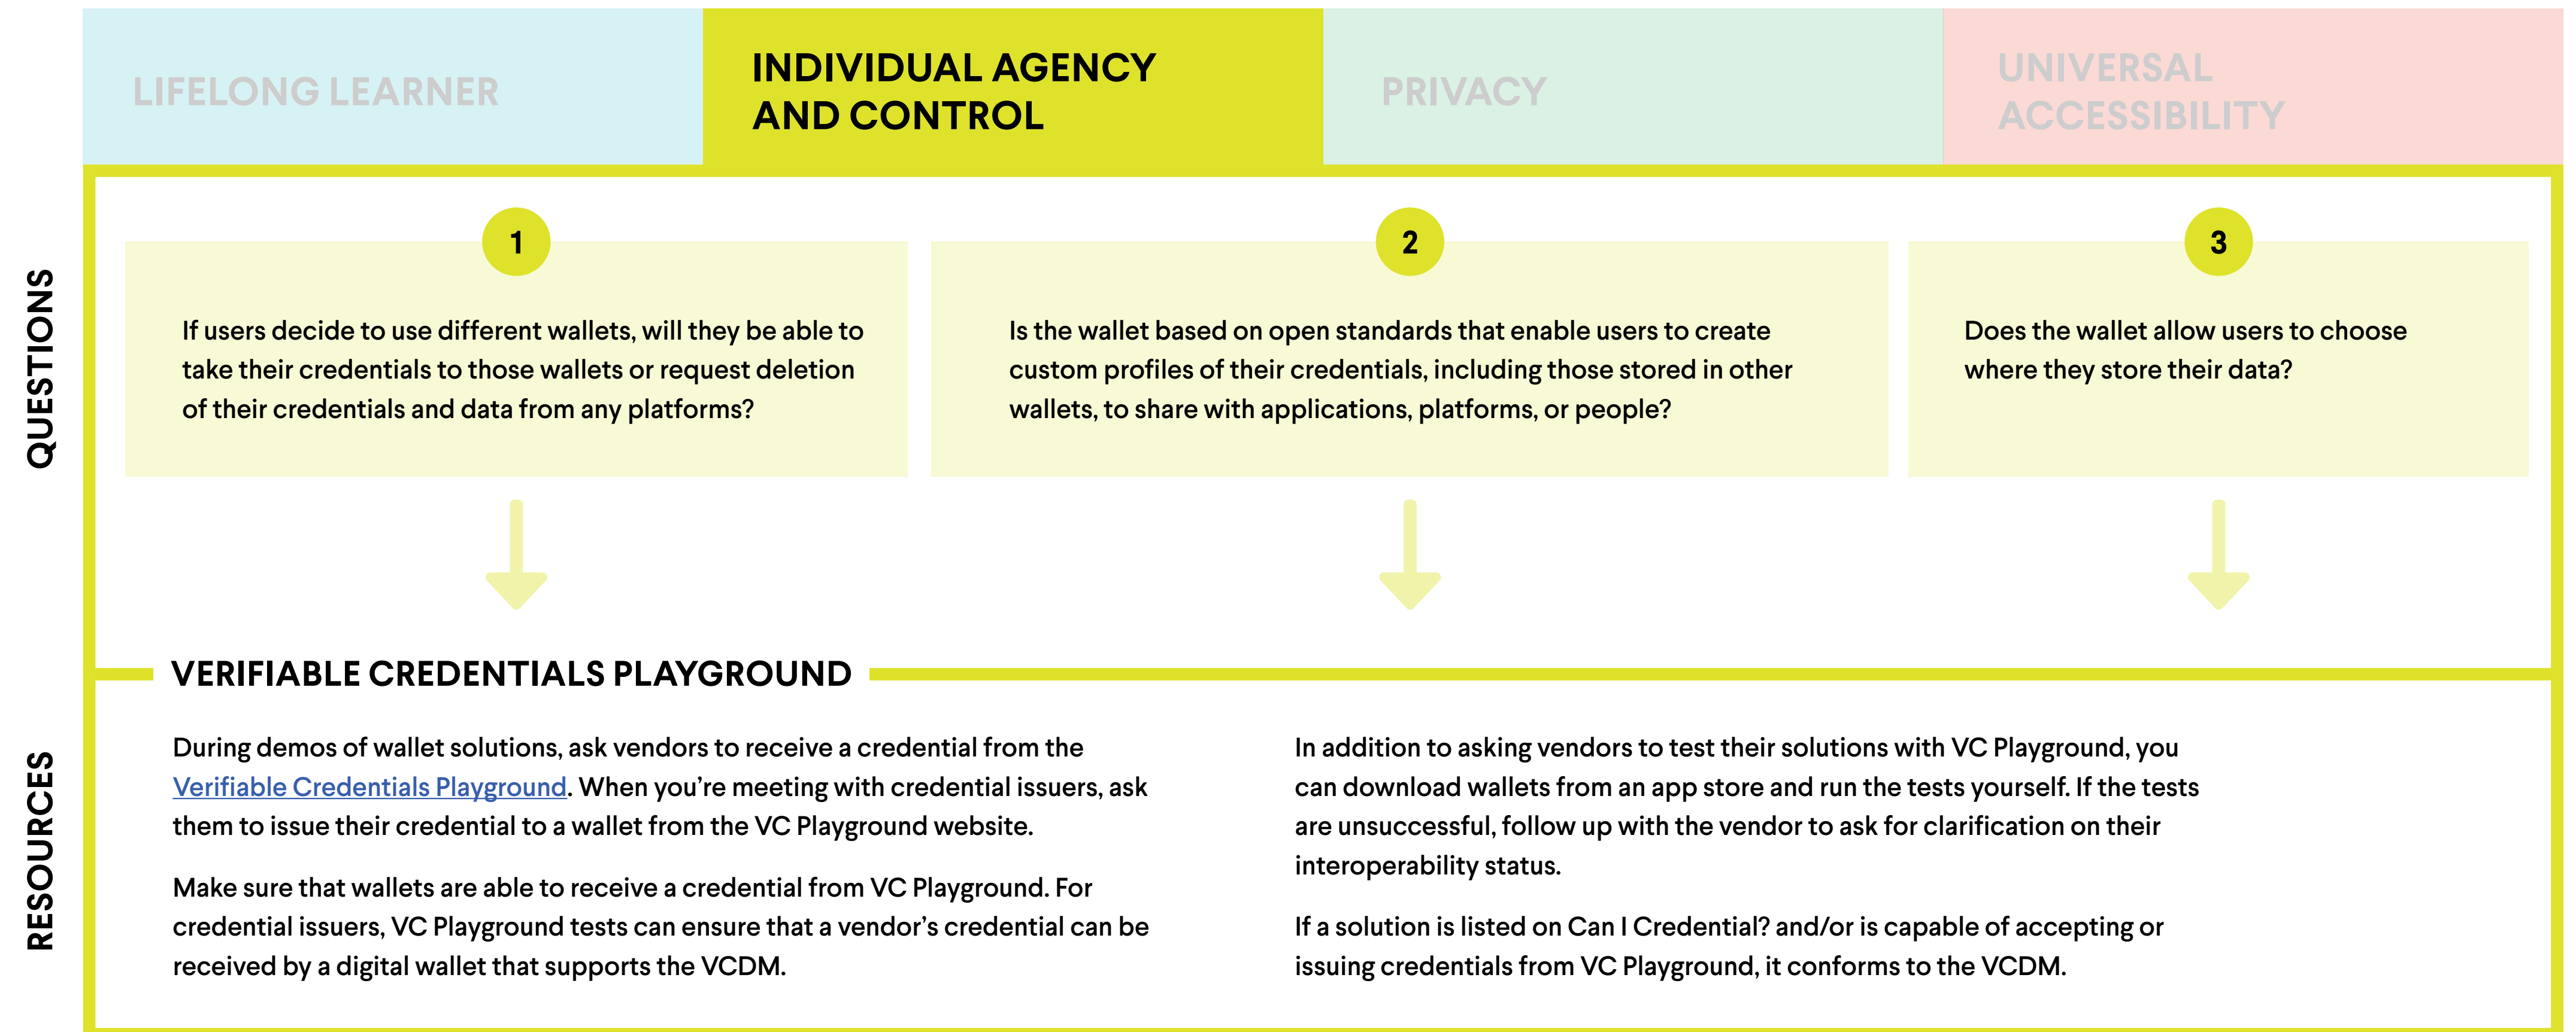 LIFELONG LEARNER
INDIVIDUAL AGENCY
AND CONTROL
PRIVACY
UNIVERSAL
ACCESSIBILITY
QUESTIONS
1
If users decide to use different wallets, will they be able to
take their credentials to those wallets or request deletion
of their credentials and data from any platforms?
2
Is the wallet based on open standards that enable users to create
custom profiles of their credentials, including those stored in other
wallets, to share with applications, platforms, or people?
3
Does the wallet allow users to choose
where they store their data?
RESOURCES
VERIFIABLE CREDENTIALS PLAYGROUND
During demos of wallet solutions, ask vendors to receive a credential from the
Verifiable Credentials Playground. When you’re meeting with credential issuers, ask
them to issue their credential to a wallet from the VC Playground website.
Make sure that wallets are able to receive a credential from VC Playground. For
credential issuers, VC Playground tests can ensure that a vendor’s credential can be
received by a digital wallet that supports the VCDM.
In addition to asking vendors to test their solutions with VC Playground, you
can download wallets from an app store and run the tests yourself. If the tests
are unsuccessful, follow up with the vendor to ask for clarification on their
interoperability status.
If a solution is listed on Can I Credential? and/or is capable of accepting or
issuing credentials from VC Playground, it conforms to the VCDM.